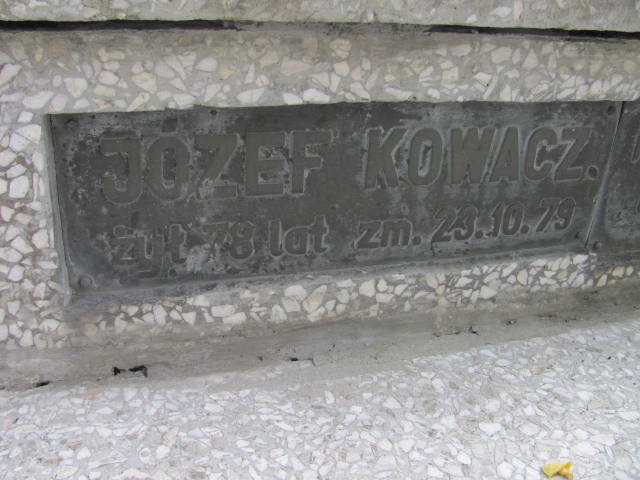 JÓZEF KOWACZ.
żył 78 lat zm. 23.10.79